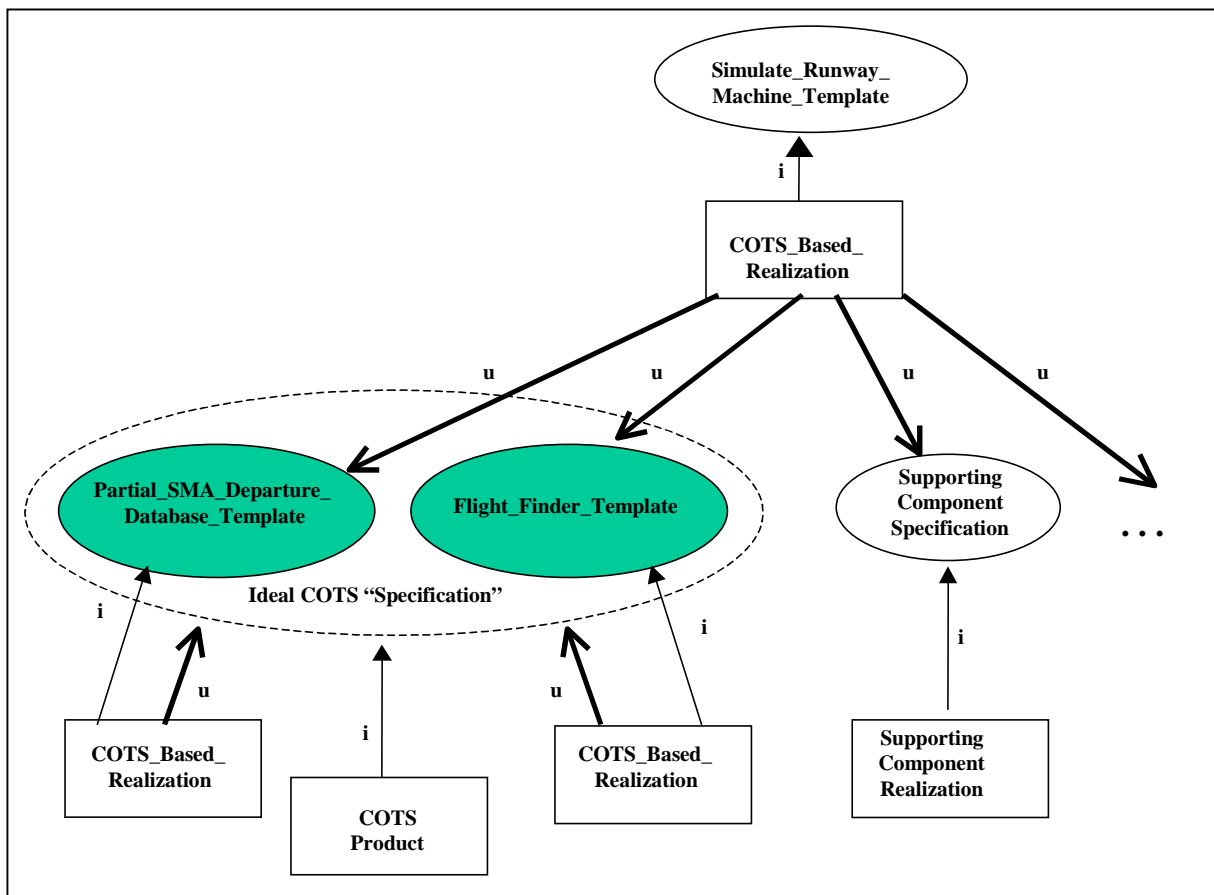 Simulate_Runway_
Machine_Template
i
COTS_Based_
Realization
u
u
u
u
Partial_SMA_Departure_
Database_Template
Flight_Finder_Template
Supporting
Component
Specification
...
Ideal COTS “Specification”
i
u
i
u
i
i
COTS_Based_
Realization
COTS
Product
COTS_Based_
Realization
Supporting
Component
Realization